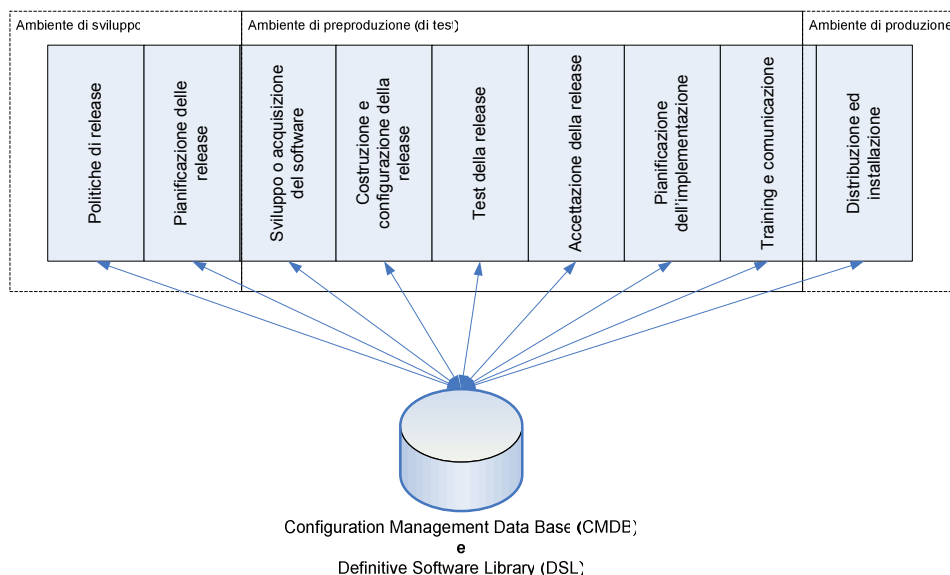 Ambiente di sviluppo
Ambiente di preproduzione (di test)
Ambiente di produzione
Politiche di release
Pianificazione delle
release
Sviluppo o acquisizione
del software
Costruzione e
configurazione della
release
Test della release
Accettazione della release
Pianificazione
dell'implementazione
Training e comunicazione
Distribuzione ed
installazione
Configuration Management Data Base (CMDB)
e
Definitive Software Library (DSL)